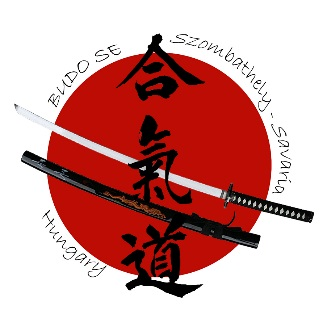 BUDO SE
Szombathely - Savaria
合氣道
Hungary